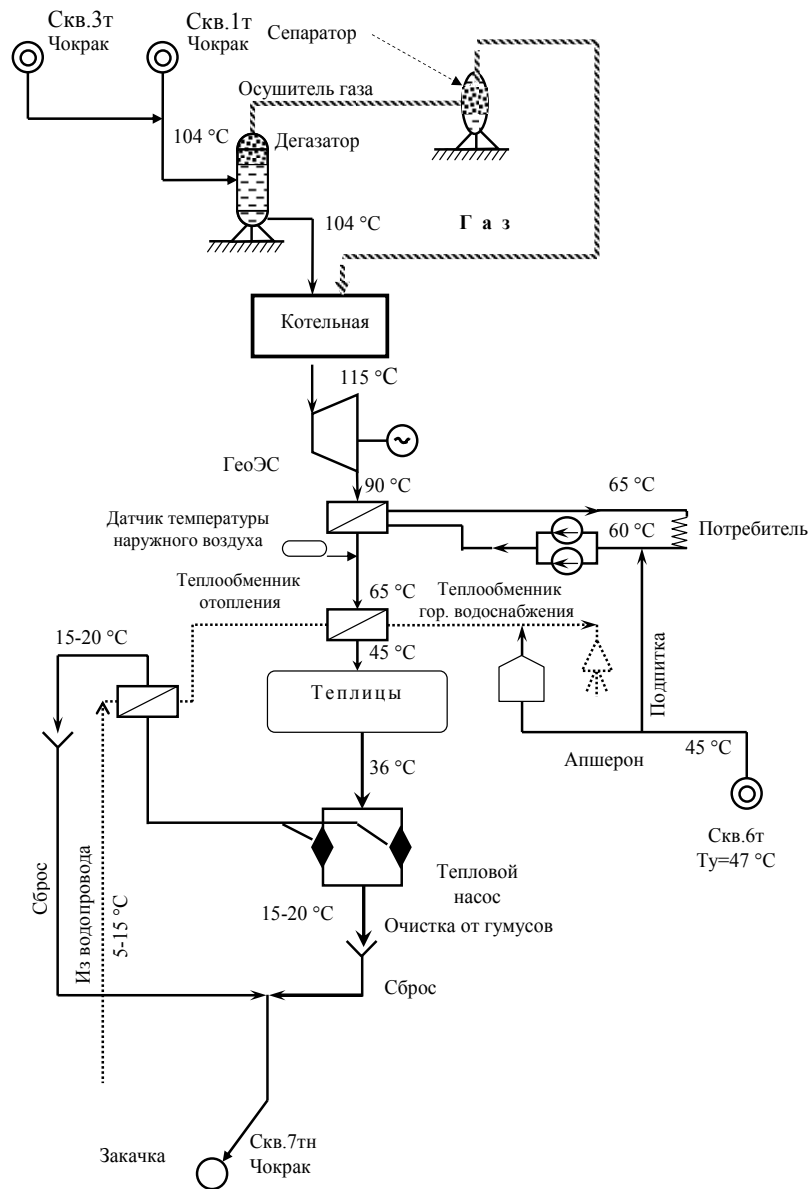 Скв.3т
Чокрак
Скв.1т
Чокрак
Сепаратор
Осушитель газа
104 °C
Дегазатор
104 °C
Газ
Котельная
115 °C
ГеоЭС
90 °C
65 °C
Датчик температуры
наружного воздуха
60 °C
Потребитель
Теплообменник
отопления
65 °C
Теплообменник
гор. водоснабжения
15-20 °C
45 °C
Теплицы
Подпитка
45 °C
Апшерон
36 °C
Скв.6т
Ту=47 °C
Тепловой
насос
Сброс
Из водопровода
5-15 °C
15-20 °C
Очистка от гумусов
Сброс
Закачка
Скв.7тн
Чокрак